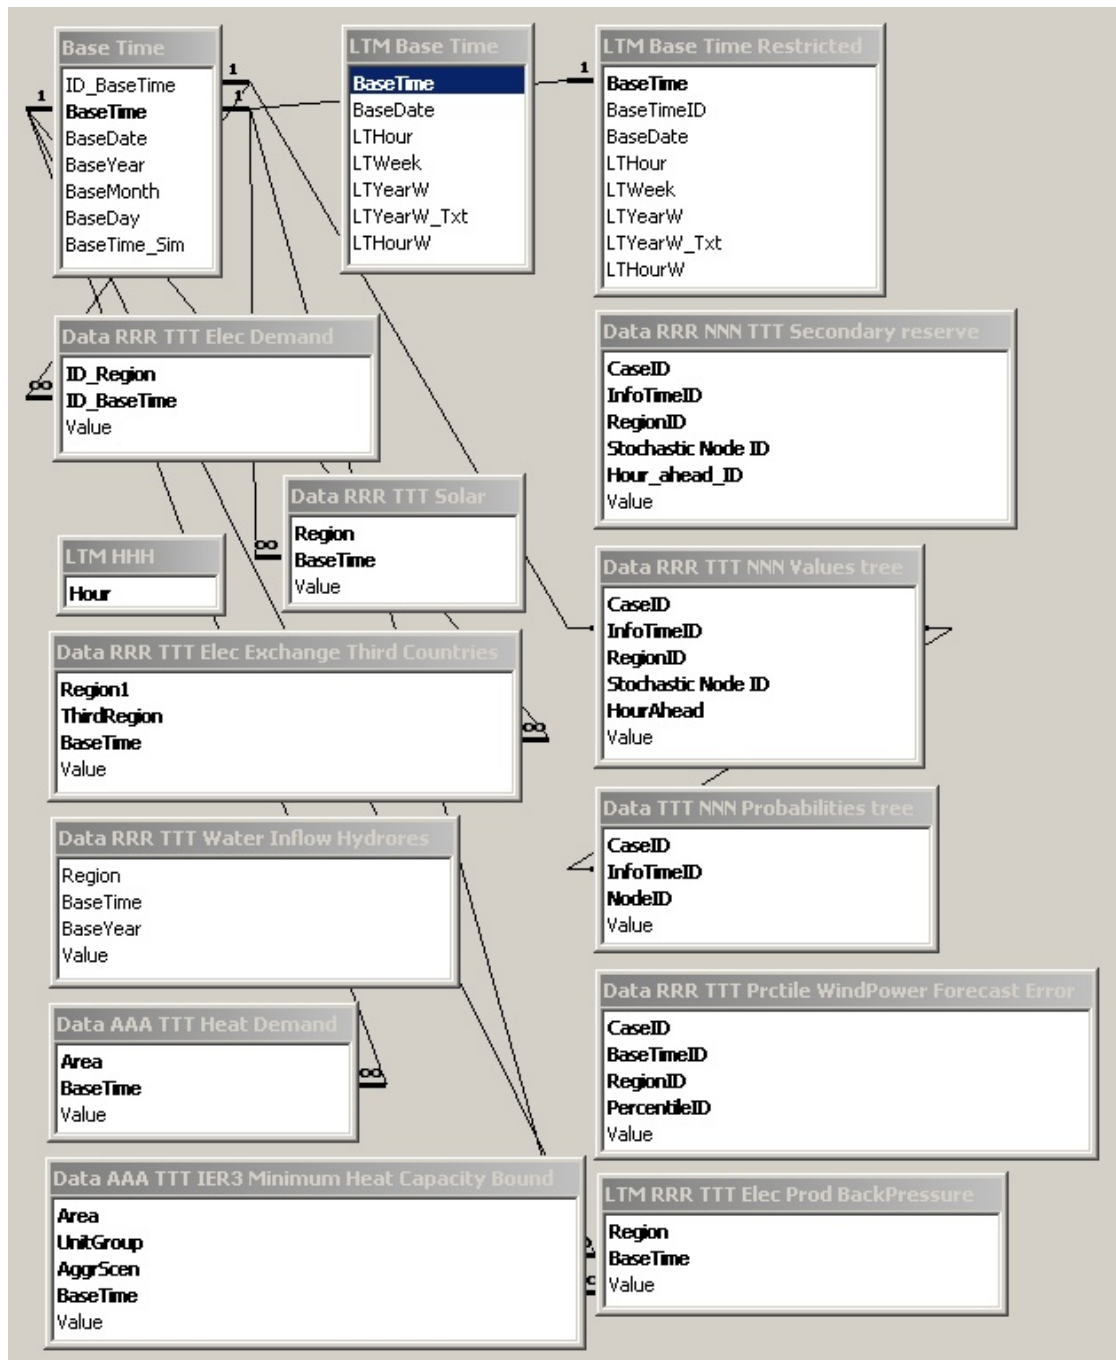 Base Time
ID_BaseTime
BaseTime
BaseDate
BaseYear
BaseMonth
BaseDay
BaseTime_Sim
1
1
1
LTM Base Time
BaseTime
BaseDate
LTHour
LTWeek
LTYearW
LTYearW_Txt
LTHourW
1
LTM Base Time Restricted
BaseTime
BaseTimeID
BaseDate
LTHour
LTWeek
LTYearW
LTYearW_Txt
LTHourW
Data RRR TTT Elec Demand
ID_Region
ID_BaseTime
Value
∞
Data RRR NNN TTT Secondary reserve
CaseID
InfoTimeID
RegionID
Stochastic Node ID
Hour_ahead_ID
Value
Data RRR TTT Solar
Region
BaseTime
Value
∞
LTM HHH
Hour
Data RRR TTT NNN Values tree
CaseID
InfoTimeID
RegionID
Stochastic Node ID
HourAhead
Value
Data RRR TTT Elec Exchange Third Countries
Region1
ThirdRegion
BaseTime
Value
∞
Data TTT NNN Probabilities tree
CaseID
InfoTimeID
NodeID
Value
Data RRR TTT Water Inflow Hydrores
Region
BaseTime
BaseYear
Value
Data RRR TTT Prctile WindPower Forecast Error
CaseID
BaseTimeID
RegionID
PercentileID
Value
Data AAA TTT Heat Demand
Area
BaseTime
Value
∞
Data AAA TTT IER3 Minimum Heat Capacity Bound
Area
UnitGroup
AggrScen
BaseTime
Value
LTM RRR TTT Elec Prod BackPressure
Region
BaseTime
Value